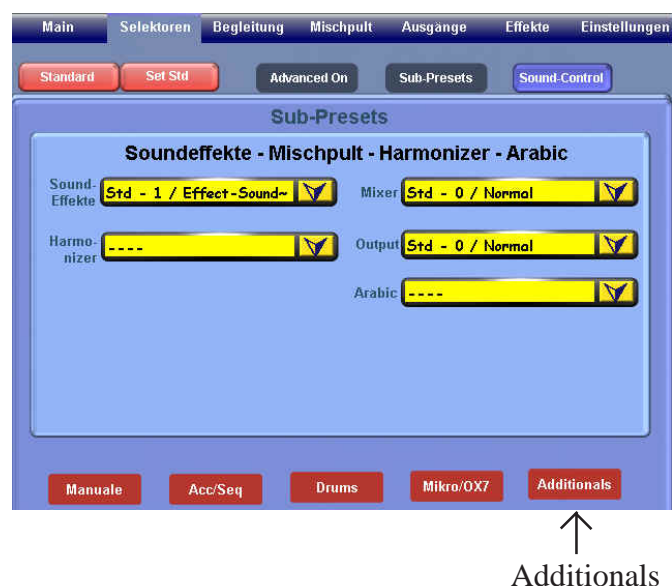 Main Selektoren Begleitung Mischpult Ausgänge Effekte Einstellungen
Standard Set Std Advanced On Sub-Presets Sound-Control
Sub-Presets
Soundeffekte - Mischpult - Harmonizer - Arabic
Sound-
Effekte Std - 1 / Effect-Sound~ Mixer Std - 0 / Normal
Harmo-
nizer ---- Output Std - 0 / Normal
Arabic ----
Manuale Acc/Seq Drums Mikro/OX7 Additionals
Additionals